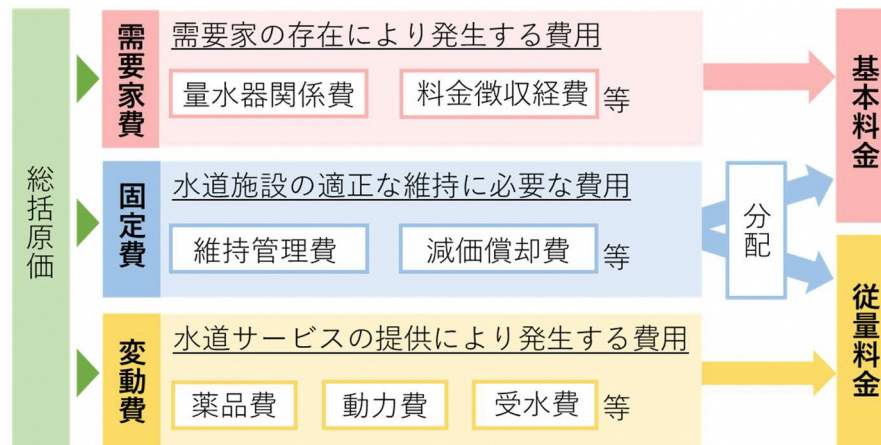 総括原価
需要家費
需要家の存在により発生する費用
量水器関係費
料金徴収経費
等
固定費
水道施設の適正な維持に必要な費用
維持管理費
減価償却費
等
分配
変動費
水道サービスの提供により発生する費用
薬品費
動力費
受水費
等
基本料金
従量料金